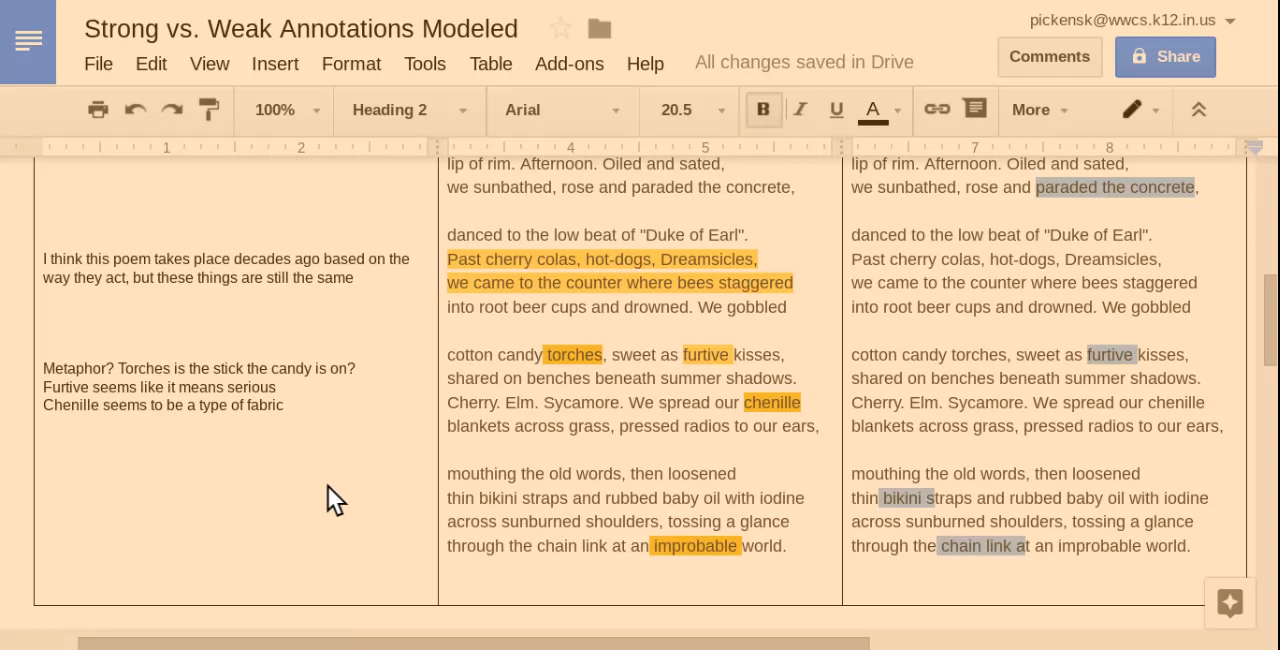 Strong vs. Weak Annotations Modeled
pickensk@wwcs.k12.in.us
File Edit View Insert Format Tools Table Add-ons Help All changes saved in Drive
Comments
Share
100% Heading 2 Arial 20.5 B I U A More
1 2 4 5 7 8
I think this poem takes place decades ago based on the
way they act, but these things are still the same
Metaphor? Torches is the stick the candy is on?
Furtive seems like it means serious
Chenille seems to be a type of fabric
lip of rim. Afternoon. Oiled and sated,
we sunbathed, rose and paraded the concrete,
danced to the low beat of "Duke of Earl".
Past cherry colas, hot-dogs, Dreamsicles,
we came to the counter where bees staggered
into root beer cups and drowned. We gobbled
cotton candy torches, sweet as furtive kisses,
shared on benches beneath summer shadows.
Cherry. Elm. Sycamore. We spread our chenille
blankets across grass, pressed radios to our ears,
mouthing the old words, then loosened
thin bikini straps and rubbed baby oil with iodine
across sunburned shoulders, tossing a glance
through the chain link at an improbable world.
lip of rim. Afternoon. Oiled and sated,
we sunbathed, rose and paraded the concrete,
danced to the low beat of "Duke of Earl".
Past cherry colas, hot-dogs, Dreamsicles,
we came to the counter where bees staggered
into root beer cups and drowned. We gobbled
cotton candy torches, sweet as furtive kisses,
shared on benches beneath summer shadows.
Cherry. Elm. Sycamore. We spread our chenille
blankets across grass, pressed radios to our ears,
mouthing the old words, then loosened
thin bikini straps and rubbed baby oil with iodine
across sunburned shoulders, tossing a glance
through the chain link at an improbable world.